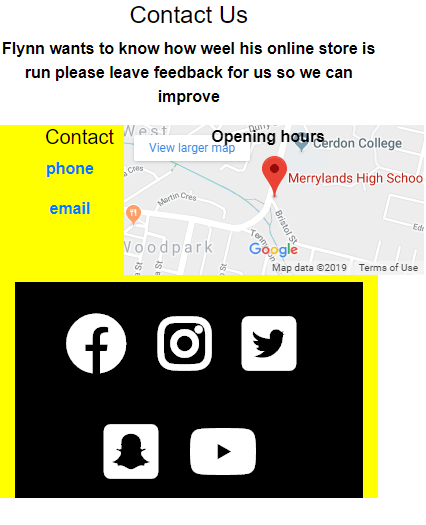 Contact Us
Flynn wants to know how weel his online store is
run please leave feedback for us so we can
improve
Contact
phone
email
West
Opening hours
View larger map
Cerdon College
Cres
Martin Cres
Merrylands High Schoo
Bristol St
Woodpark
Google
Map data ©2019 Terms of Use